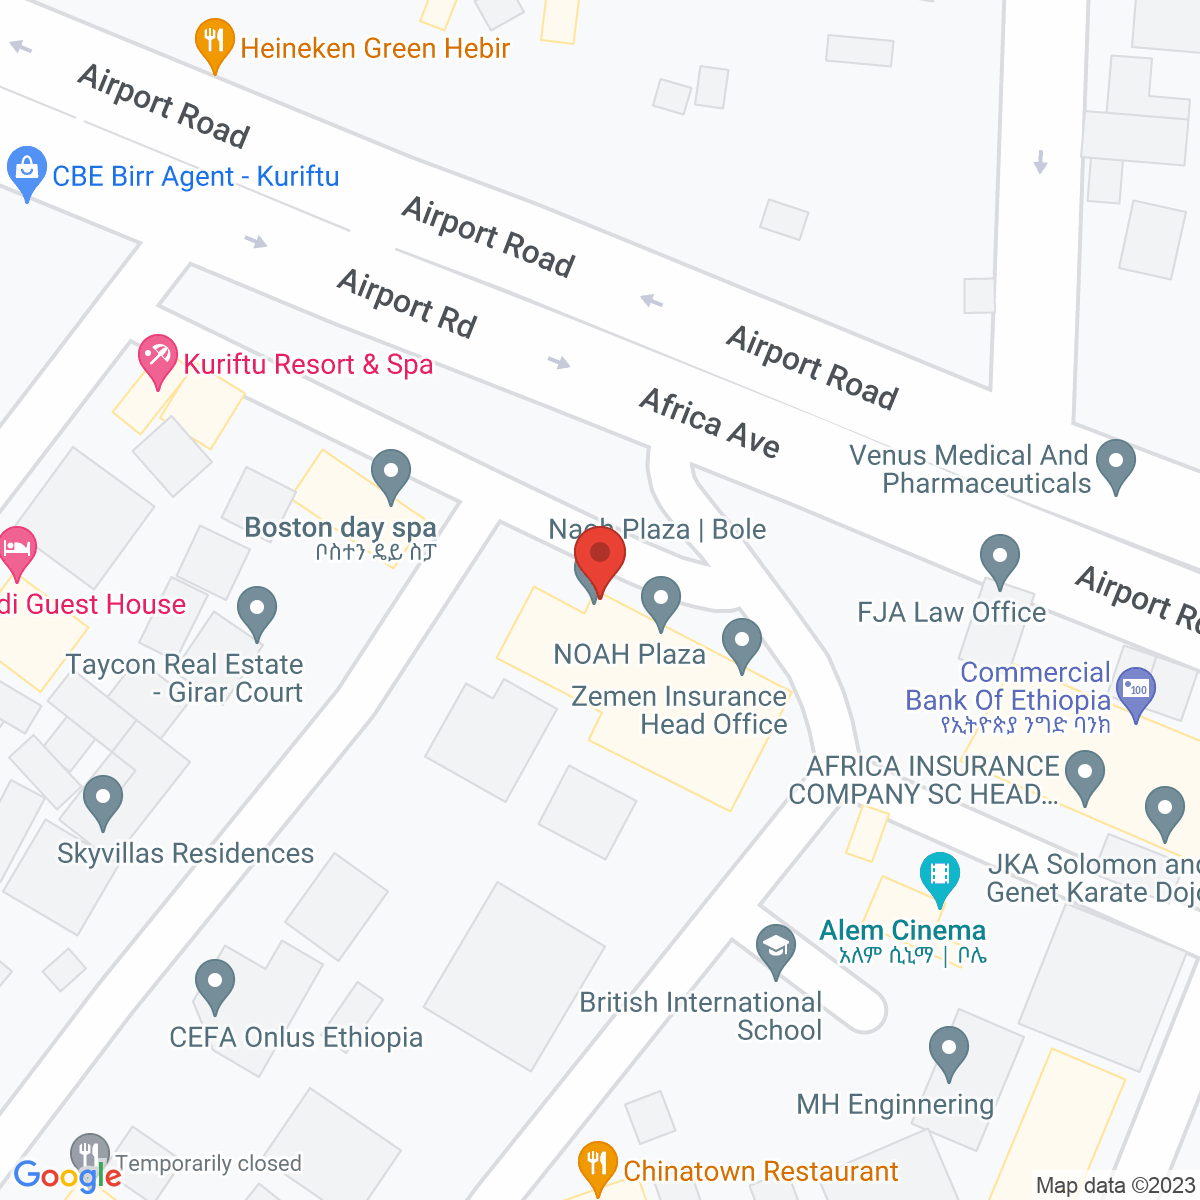 Heineken Green Hebir
Airport Road
CBE Birr Agent - Kuriftu
Airport Road
Airport Rd
Airport Road
Kuriftu Resort & Spa
Africa Ave
Venus Medical And
Pharmaceuticals
Boston day spa
ቦስተን ዴይ ስፓ
Plaza | Bole
Airport
FJA Law Office
di Guest House
NOAH Plaza
Taycon Real Estate
- Girar Court
Zemen Insurance
Head Office
Commercial
Bank Of Ethiopia
የኢትዮጵያ ንግድ ባንክ
100
AFRICA INSURANCE
COMPANY SC HEAD...
Skyvillas Residences
JKA Solomon and
Genet Karate Dojo
Alem Cinema
አለም ሲኒማ | ቦሌ
British International
School
CEFA Onlus Ethiopia
MH Enginnering
Temporarily closed
Google
Chinatown Restaurant
Map data ©2023